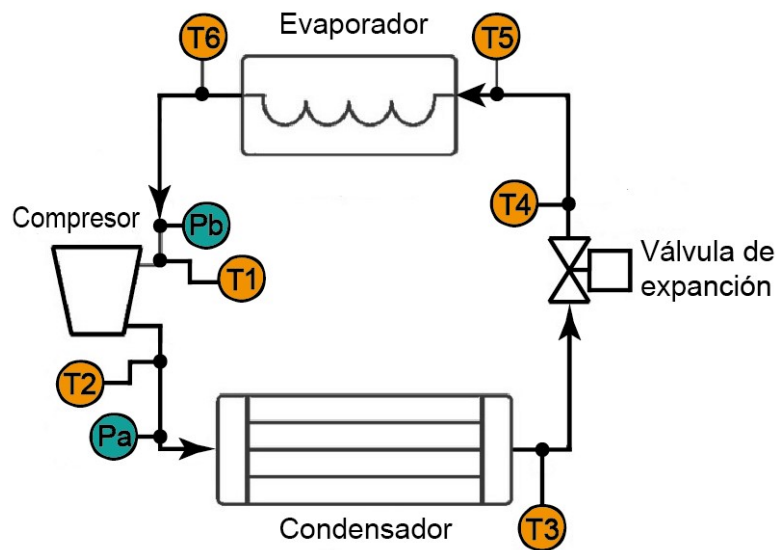 T6
Evaporador
T5
Compresor
Pb
T4
T1
Válvula de
expanción
T2
Pa
Condensador
T3